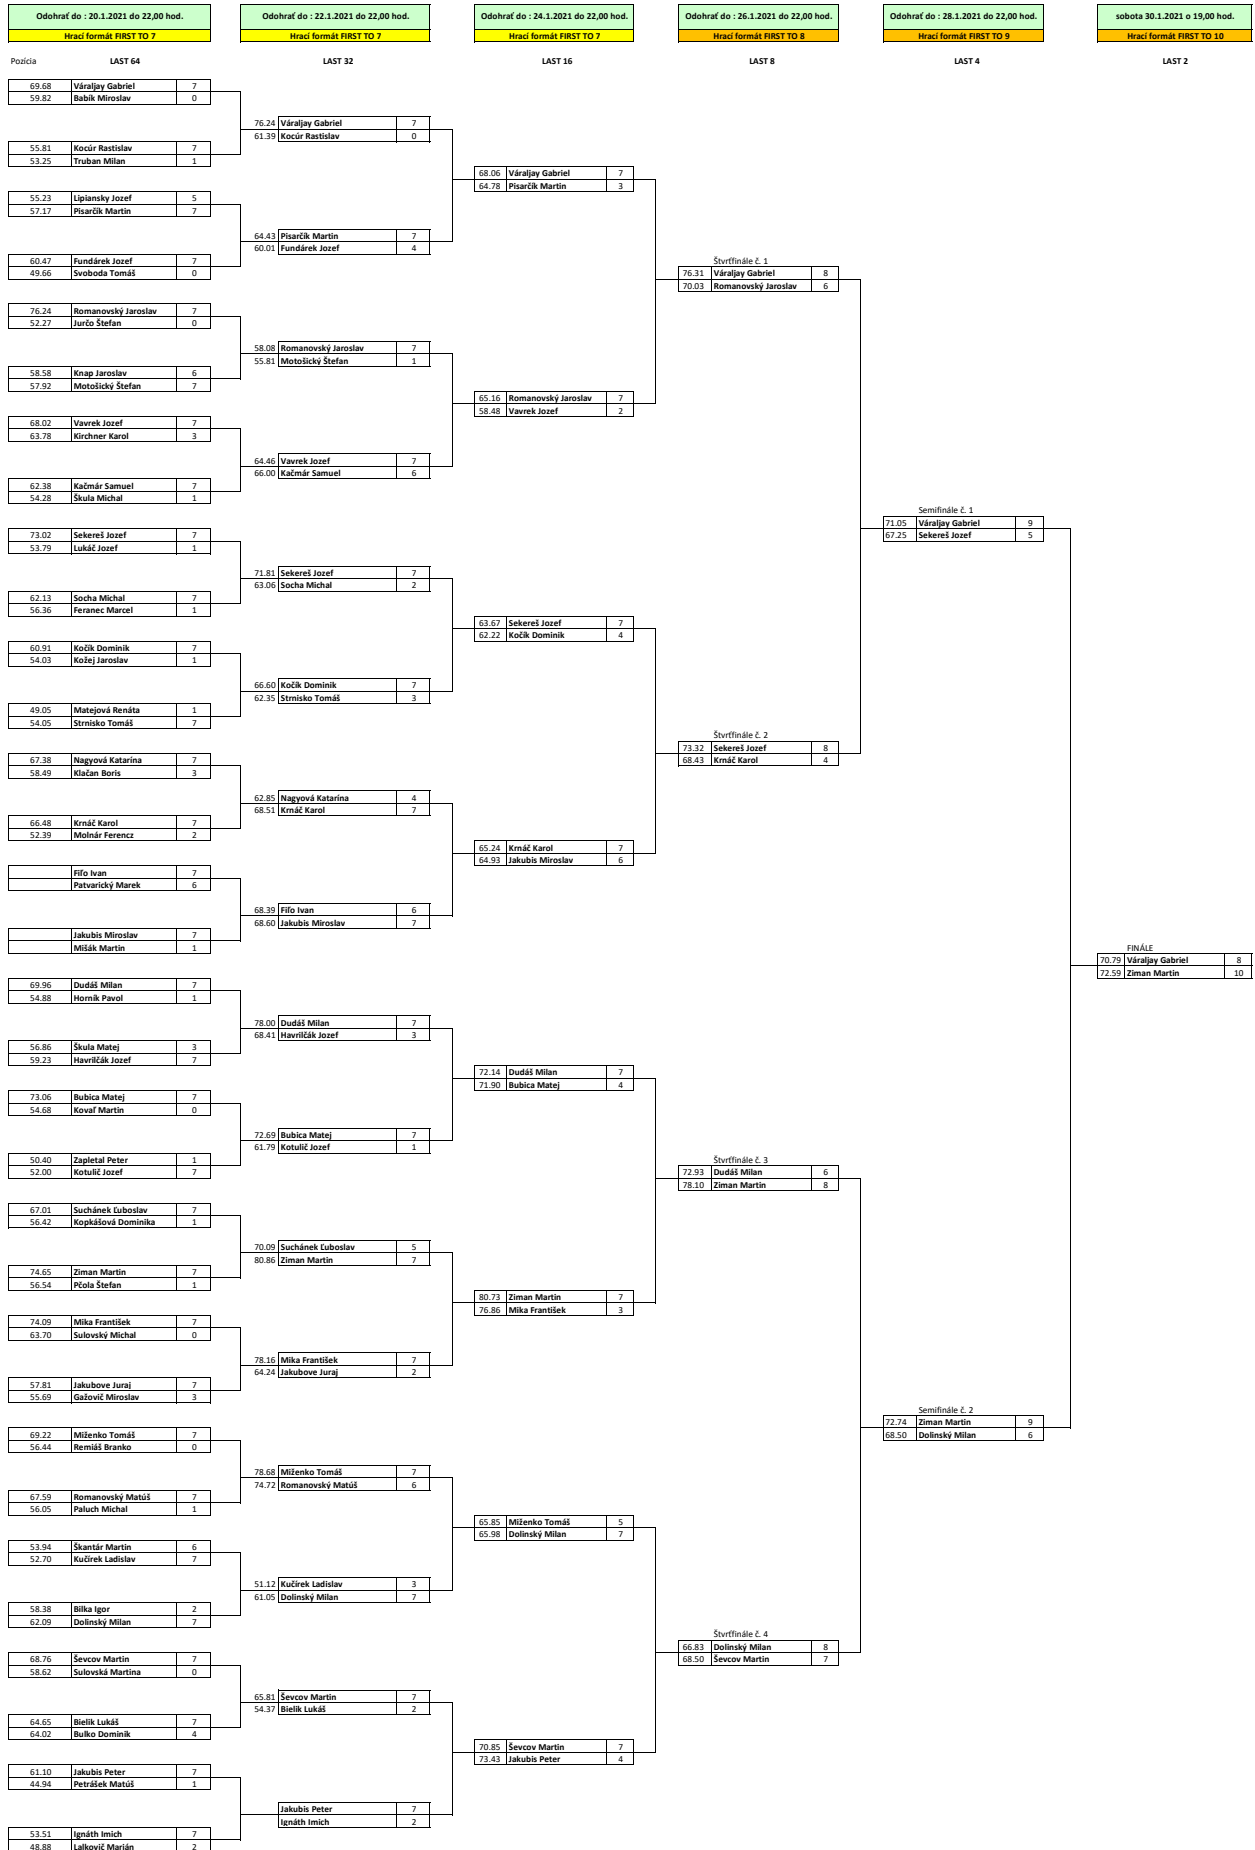 Odohrať do : 20.1.2021 do 22,00 hod.
Hrací formát FIRST TO 7
Pozícia LAST 64
69.68 Váraljay Gabriel 7
59.82 Babík Miroslav 0
55.81 Kocúr Rastislav 7
53.25 Truban Milan 1
55.23 Lipiansky Jozef 5
57.17 Pisarčík Martin 7
60.47 Fundárek Jozef 7
49.66 Svoboda Tomáš 0
76.24 Romanovský Jaroslav 7
52.27 Jurčo Štefan 0
58.58 Knap Jaroslav 6
57.92 Motošický Štefan 7
68.02 Vavrek Jozef 7
63.78 Kirchner Karol 3
62.38 Kačmár Samuel 7
54.28 Škula Michal 1
73.02 Sekereš Jozef 7
53.79 Lukáč Jozef 1
62.13 Socha Michal 7
56.36 Feranec Marcel 1
60.91 Kočík Dominik 7
54.03 Kožej Jaroslav 1
49.05 Matejová Renáta 1
54.05 Strnisko Tomáš 7
67.38 Nagyová Katarína 7
58.49 Klačan Boris 3
66.48 Krnáč Karol 7
52.39 Molnár Ferencz 2
Fiľo Ivan 7
Patvarický Marek 6
Jakubis Miroslav 7
Mišák Martin 1
69.96 Dudáš Milan 7
54.88 Horník Pavol 1
56.86 Škula Matej 3
59.23 Havrilčák Jozef 7
73.06 Bubica Matej 7
54.68 Kovaľ Martin 0
50.40 Zapletal Peter 1
52.00 Kotulič Jozef 7
67.01 Suchánek Ľuboslav 7
56.42 Kopkášová Dominika 1
74.65 Ziman Martin 7
56.54 Pčola Štefan 1
74.09 Mika František 7
63.70 Sulovský Michal 0
57.81 Jakubove Juraj 7
55.69 Gažovič Miroslav 3
69.22 Miženko Tomáš 7
56.44 Remiáš Branko 0
67.59 Romanovský Matúš 7
56.05 Paluch Michal 1
53.94 Škantár Martin 6
52.70 Kučírek Ladislav 7
58.38 Bilka Igor 2
62.09 Dolinský Milan 7
68.76 Ševcov Martin 7
58.62 Sulovská Martina 0
64.65 Bielik Lukáš 7
64.02 Bulko Dominik 4
61.10 Jakubis Peter 7
44.94 Petrášek Matúš 1
53.51 Ignáth Imich 7
48.88 Lalkovič Marián 2
Odohrať do : 22.1.2021 do 22,00 hod.
Hrací formát FIRST TO 7
LAST 32
76.24 Váraljay Gabriel 7
61.39 Kocúr Rastislav 0
64.43 Pisarčík Martin 7
60.01 Fundárek Jozef 4
58.08 Romanovský Jaroslav 7
55.81 Motošický Štefan 1
64.46 Vavrek Jozef 7
66.00 Kačmár Samuel 6
71.81 Sekereš Jozef 7
63.06 Socha Michal 2
66.60 Kočík Dominik 7
62.35 Strnisko Tomáš 3
62.85 Nagyová Katarína 4
68.51 Krnáč Karol 7
68.39 Fiľo Ivan 6
68.60 Jakubis Miroslav 7
78.00 Dudáš Milan 7
68.41 Havrilčák Jozef 3
72.69 Bubica Matej 7
61.79 Kotulič Jozef 1
70.09 Suchánek Ľuboslav 5
80.86 Ziman Martin 7
78.16 Mika František 7
64.24 Jakubove Juraj 2
78.68 Miženko Tomáš 7
74.72 Romanovský Matúš 6
51.12 Kučírek Ladislav 3
61.05 Dolinský Milan 7
65.81 Ševcov Martin 7
54.37 Bielik Lukáš 2
Jakubis Peter 7
Ignáth Imich 2
Odohrať do : 24.1.2021 do 22,00 hod.
Hrací formát FIRST TO 7
LAST 16
68.06 Váraljay Gabriel 7
64.78 Pisarčík Martin 3
65.16 Romanovský Jaroslav 7
58.48 Vavrek Jozef 2
63.67 Sekereš Jozef 7
62.22 Kočík Dominik 4
65.24 Krnáč Karol 7
64.93 Jakubis Miroslav 6
72.14 Dudáš Milan 7
71.90 Bubica Matej 4
80.73 Ziman Martin 7
76.86 Mika František 3
65.85 Miženko Tomáš 5
65.98 Dolinský Milan 7
70.85 Ševcov Martin 7
73.43 Jakubis Peter 4
Odohrať do : 26.1.2021 do 22,00 hod.
Hrací formát FIRST TO 8
LAST 8
Štvrťfinále č. 1
76.31 Váraljay Gabriel 8
70.03 Romanovský Jaroslav 6
Štvrťfinále č. 2
73.32 Sekereš Jozef 8
68.43 Krnáč Karol 4
Štvrťfinále č. 3
72.93 Dudáš Milan 6
78.10 Ziman Martin 8
Štvrťfinále č. 4
66.83 Dolinský Milan 8
68.50 Ševcov Martin 7
Odohrať do : 28.1.2021 do 22,00 hod.
Hrací formát FIRST TO 9
LAST 4
Semifinále č. 1
71.05 Váraljay Gabriel 9
67.25 Sekereš Jozef 5
Semifinále č. 2
72.74 Ziman Martin 9
68.50 Dolinský Milan 6
sobota 30.1.2021 o 19,00 hod.
Hrací formát FIRST TO 10
LAST 2
FINÁLE
70.79 Váraljay Gabriel 8
72.59 Ziman Martin 10